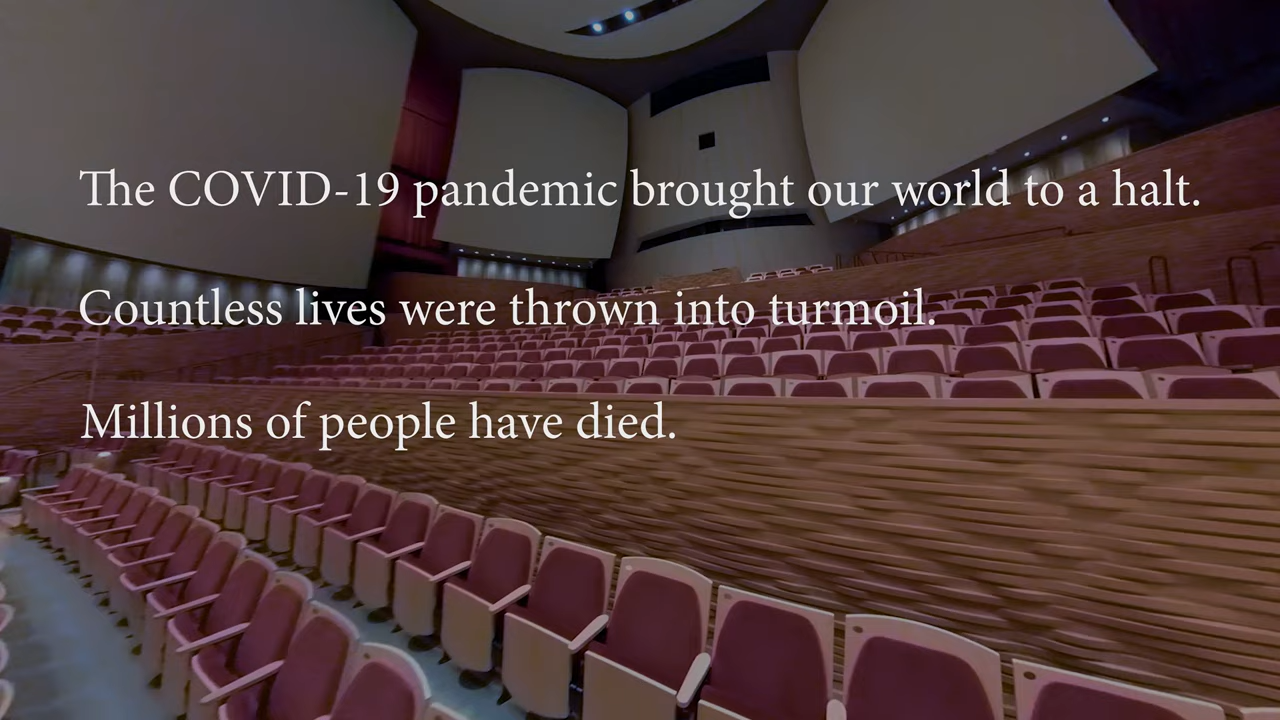 The COVID-19 pandemic brought our world to a halt.
Countless lives were thrown into turmoil.
Millions of people have died.